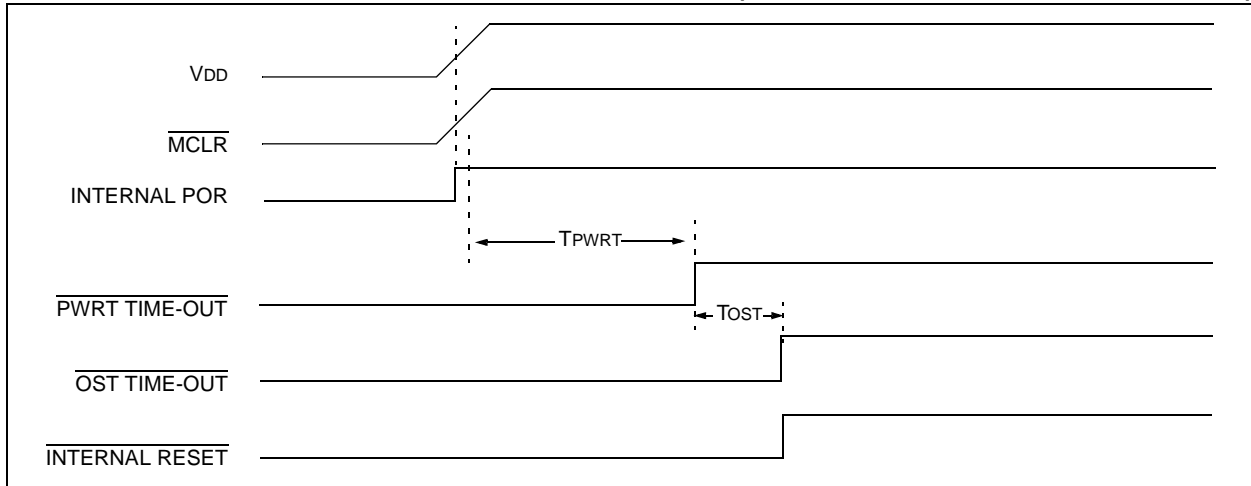 VDD
MCLR
INTERNAL POR
TPWRT
PWRT TIME-OUT
TOST
OST TIME-OUT
INTERNAL RESET